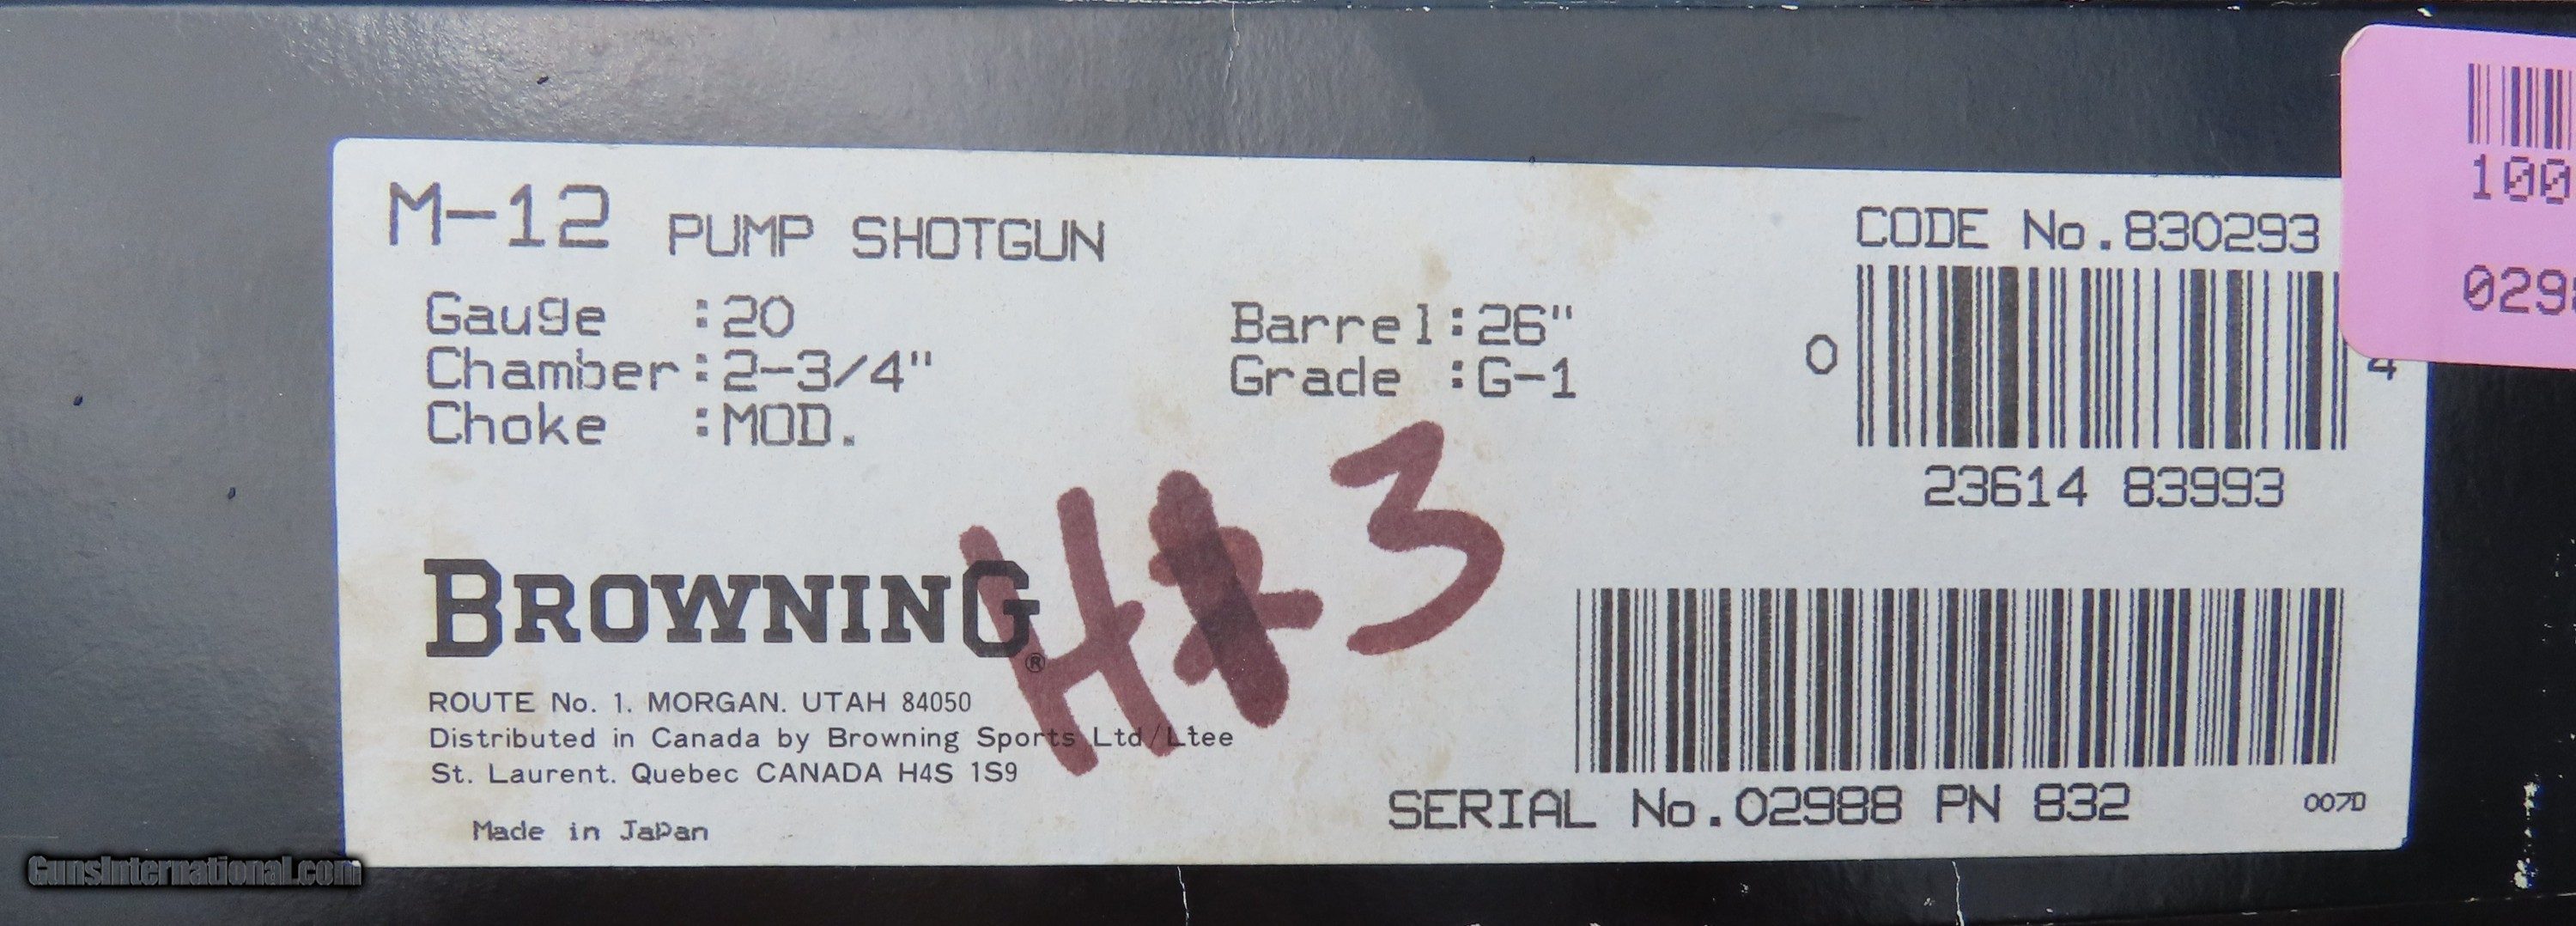 M-12 PUMP SHOTGUN
Gauge :20
Chamber:2-3/4"
Choke :MOD.
Barrel:26"
Grade :G-1
CODE No.830293
0
4
23614 83993
100
029
H 3
BROWNING®
ROUTE No. 1. MORGAN. UTAH 84050
Distributed in Canada by Browning Sports Ltd/Ltee
St. Laurent. Quebec CANADA H4S 1S9
Made in Japan
SERIAL No.02988 PN 832
007D
GunsInternational.com